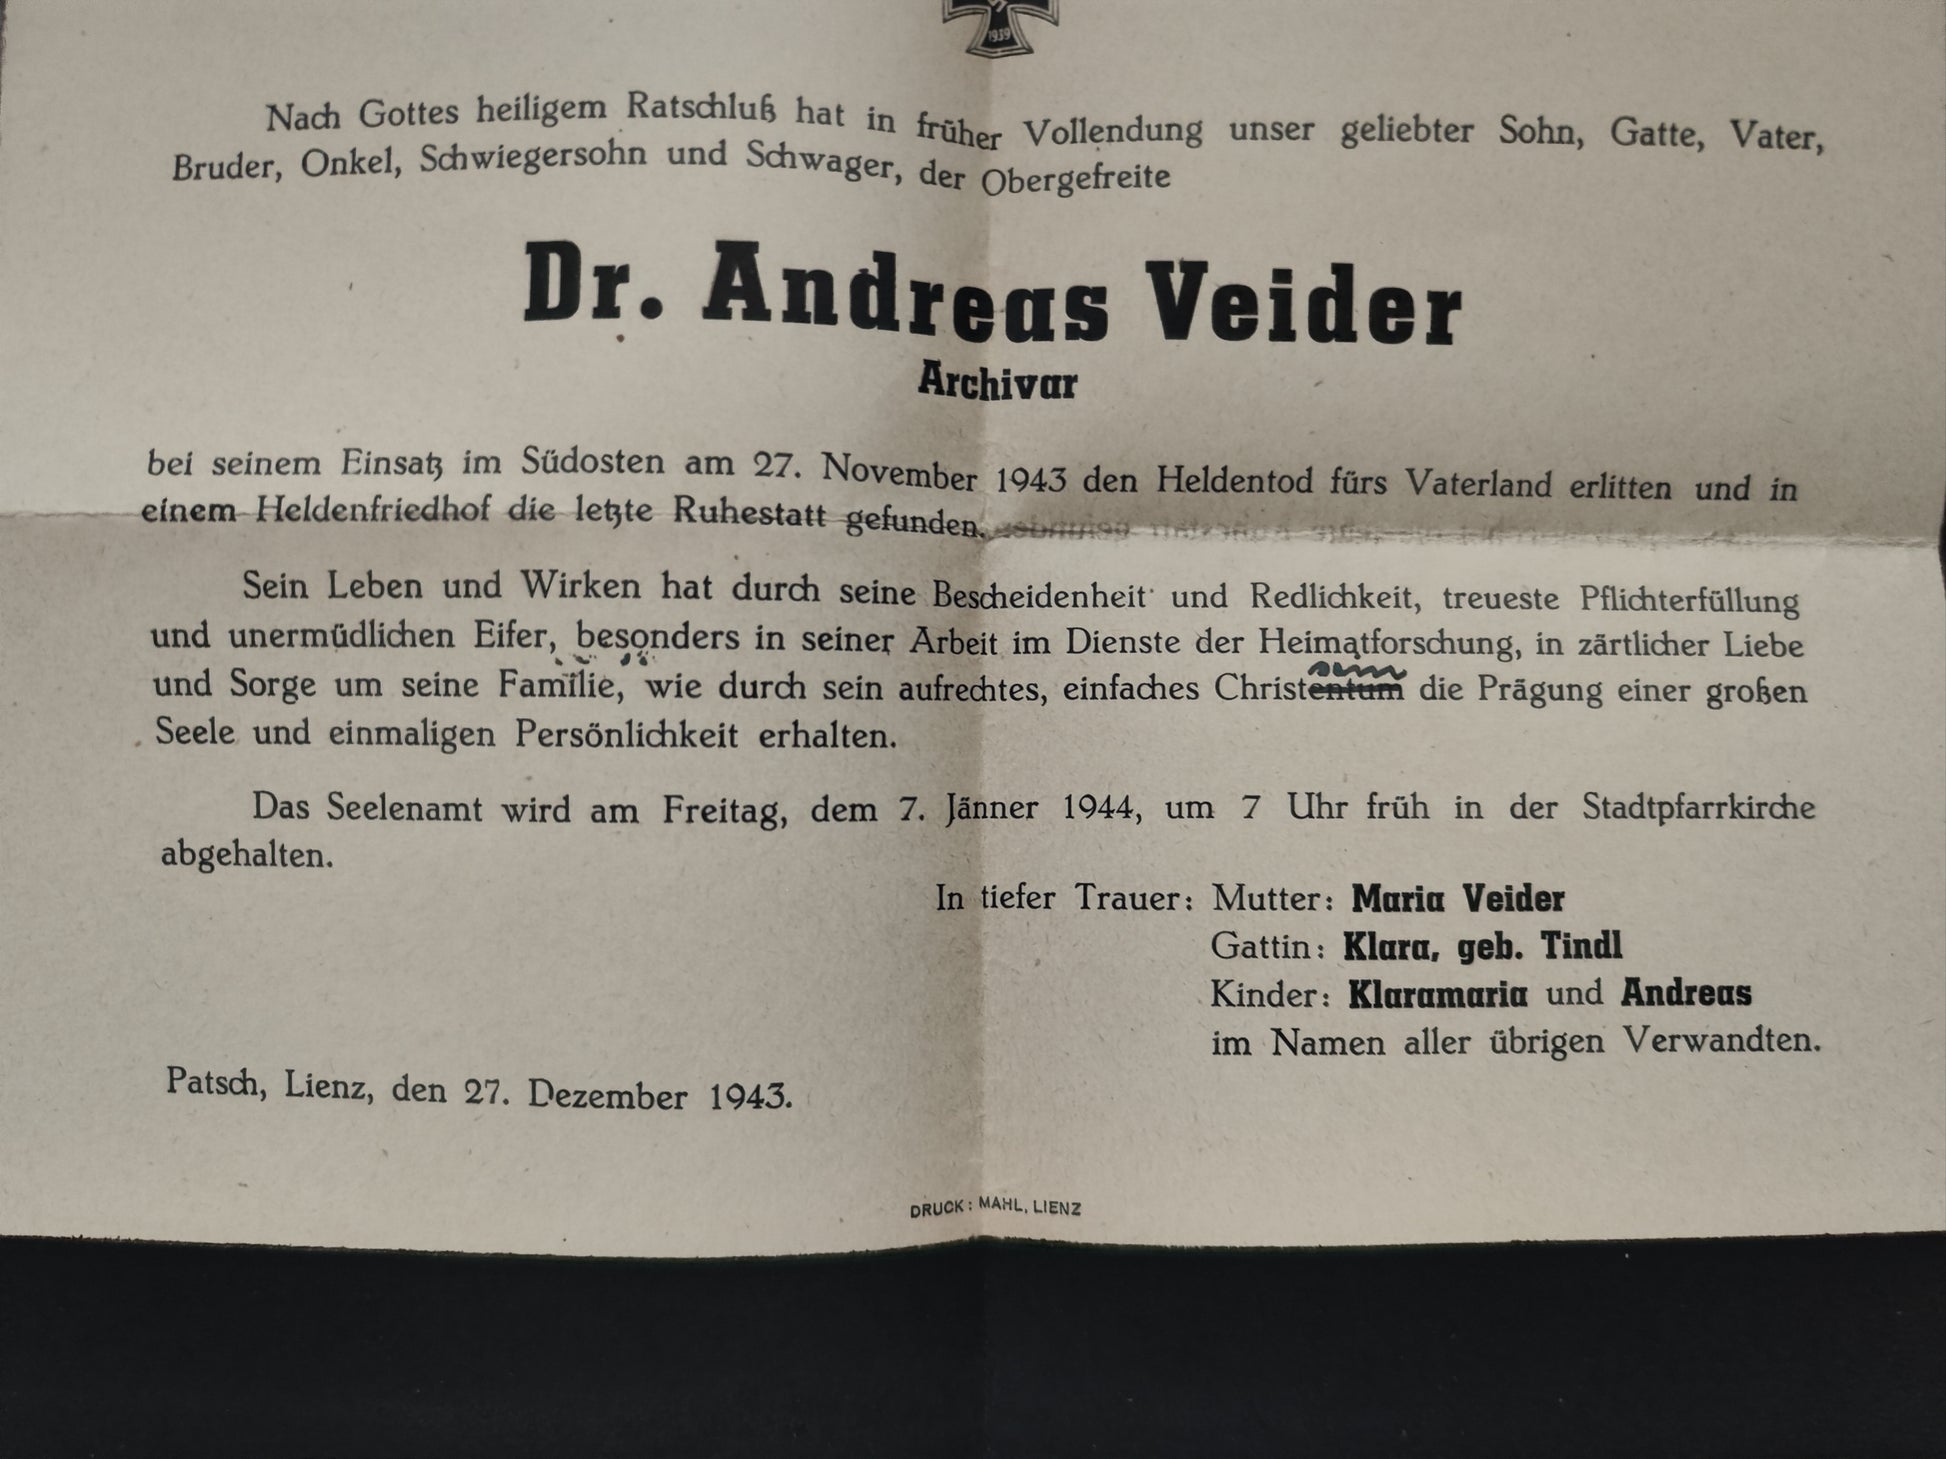 1939
Nach Gottes heiligem Ratschluß hat in früher Vollendung unser geliebter Sohn, Gatte, Vater,
Bruder, Onkel, Schwiegersohn und Schwager, der Obergefreite
Dr. Andreas Veider
Archivar
bei seinem Einsatz im Südosten am 27. November 1943 den Heldentod fürs Vaterland erlitten und in
einem Heldenfriedhof die letzte Ruhestatt gefunden.
Sein Leben und Wirken hat durch seine Bescheidenheit und Redlichkeit, treueste Pflichterfüllung
und unermüdlichen Eifer, besonders in seiner Arbeit im Dienste der Heimatforschung, in zärtlicher Liebe
und Sorge um seine Familie, wie durch sein aufrechtes, einfaches Christentum die Prägung einer großen
Seele und einmaligen Persönlichkeit erhalten.
Das Seelenamt wird am Freitag, dem 7. Jänner 1944, um 7 Uhr früh in der Stadtpfarrkirche
abgehalten.
In tiefer Trauer: Mutter: Maria Veider
Gattin: Klara, geb. Tindl
Kinder: Klaramaria und Andreas
im Namen aller übrigen Verwandten.
Patsch, Lienz, den 27. Dezember 1943.
DRUCK: MAHL, LIENZ